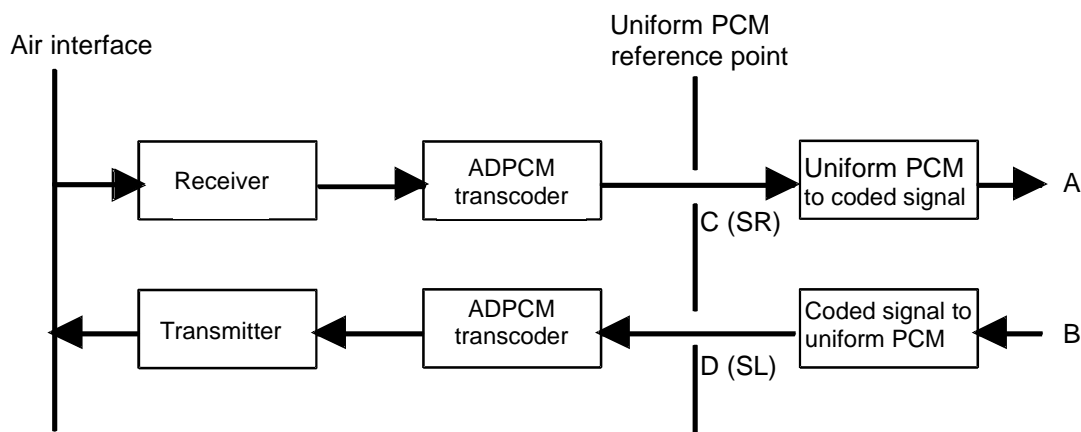 Air interface
Uniform PCM
reference point
Receiver
ADPCM
transcoder
Uniform PCM
to coded signal
A
C (SR)
Transmitter
ADPCM
transcoder
Coded signal to
uniform PCM
B
D (SL)